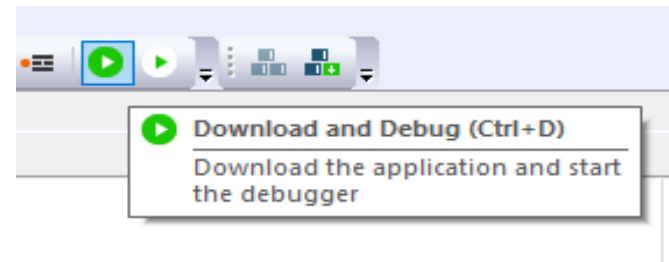 Download and Debug (Ctrl+D)
Download the application and start
the debugger